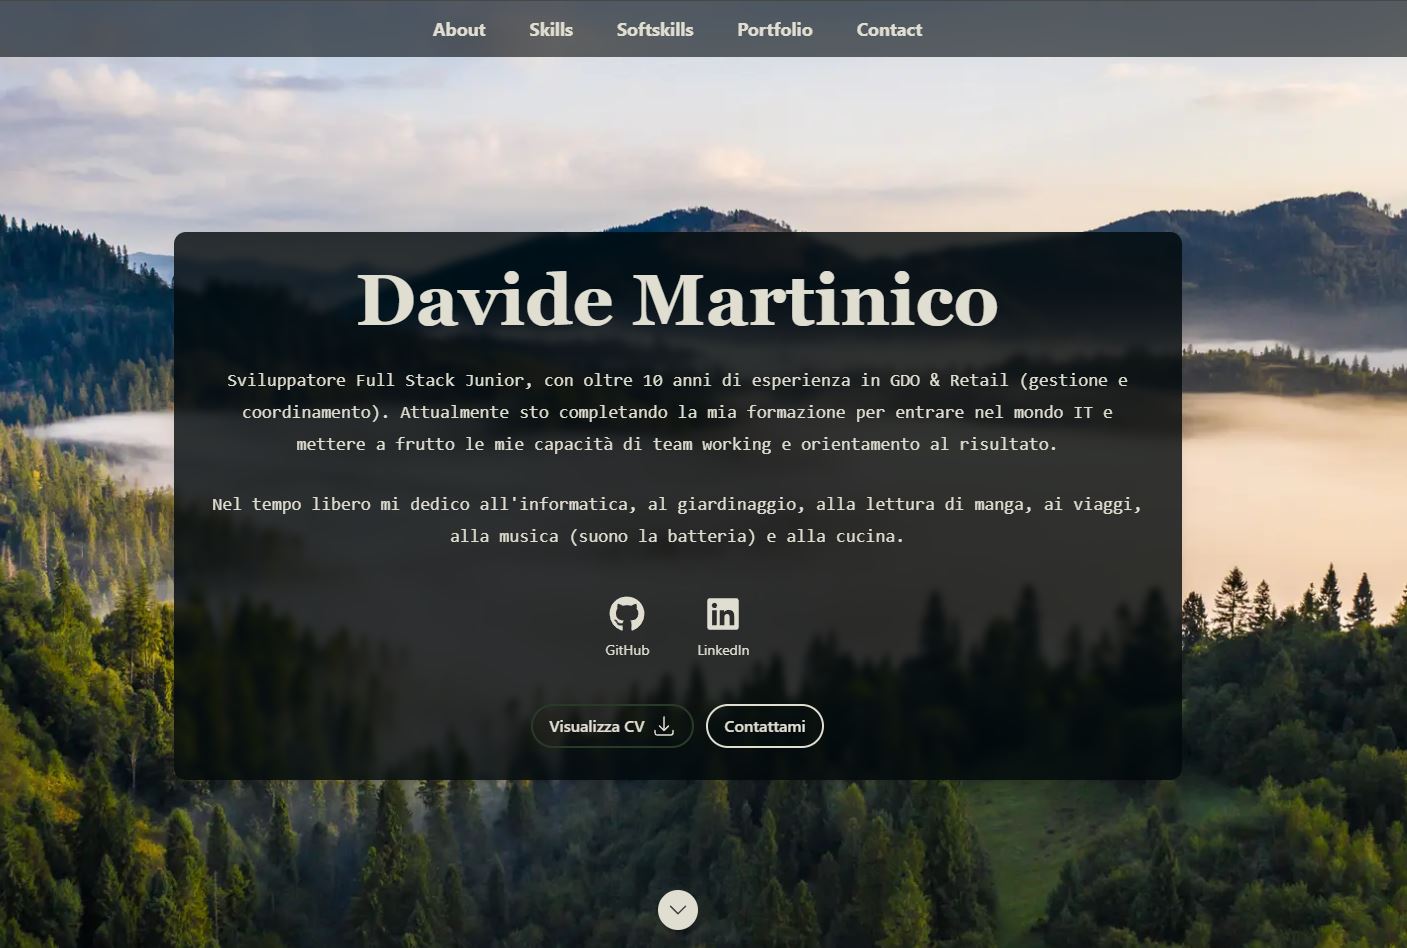 About Skills Softskills Portfolio Contact
Davide Martinico
Sviluppatore Full Stack Junior, con oltre 10 anni di esperienza in GDO & Retail (gestione e
coordinamento). Attualmente sto completando la mia formazione per entrare nel mondo IT e
mettere a frutto le mie capacità di team working e orientamento al risultato.
Nel tempo libero mi dedico all'informatica, al giardinaggio, alla lettura di manga, ai viaggi,
alla musica (suono la batteria) e alla cucina.
GitHub LinkedIn
Visualizza CV Contattami